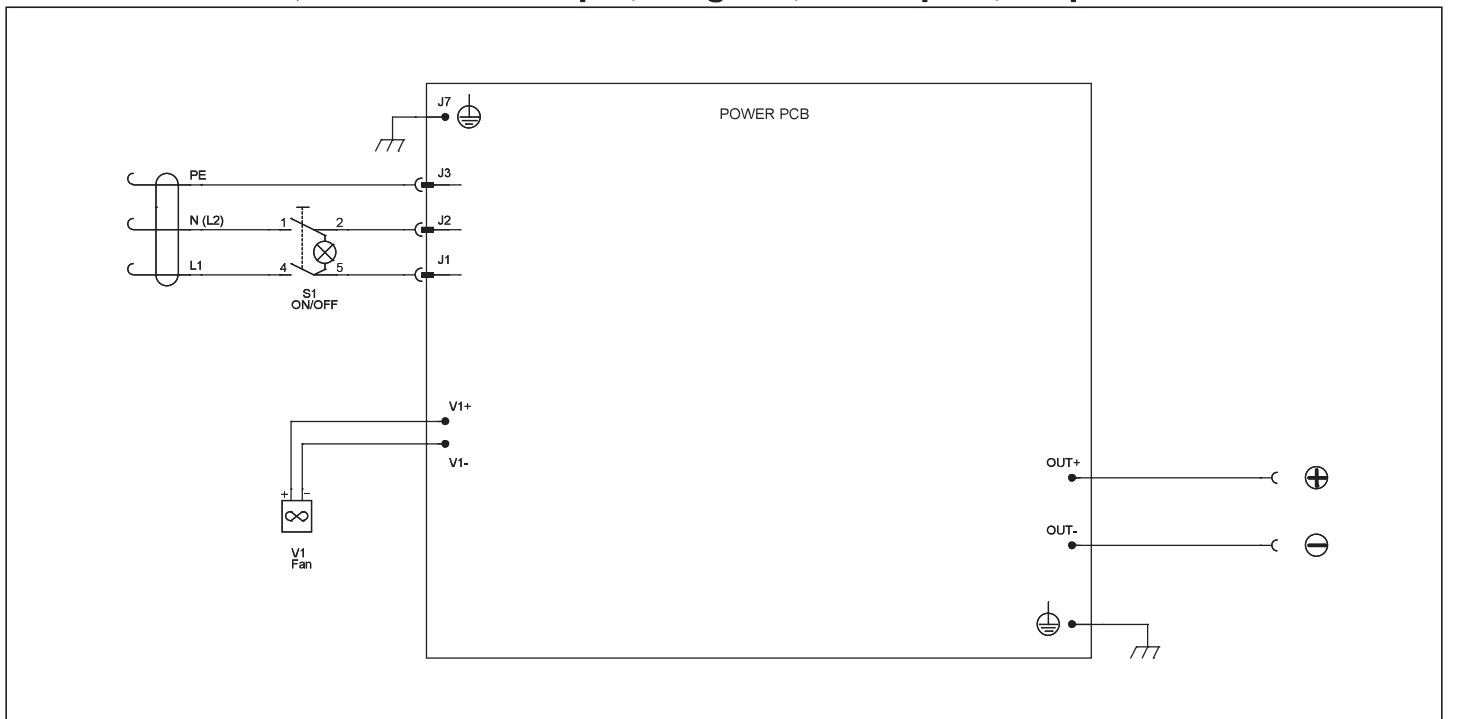 J7
POWER PCB
PE
J3
N (L2)
1
2
J2
L1
4
5
J1
S1
ON/OFF
V1+
V1-
OUT+
+
−
V1
Fan
OUT-